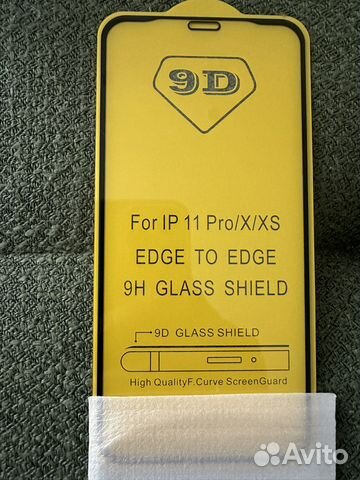 9D
For IP 11 Pro/X/XS
EDGE TO EDGE
9H GLASS SHIELD
9D GLASS SHIELD
High QualityF.Curve ScreenGuard
Avito